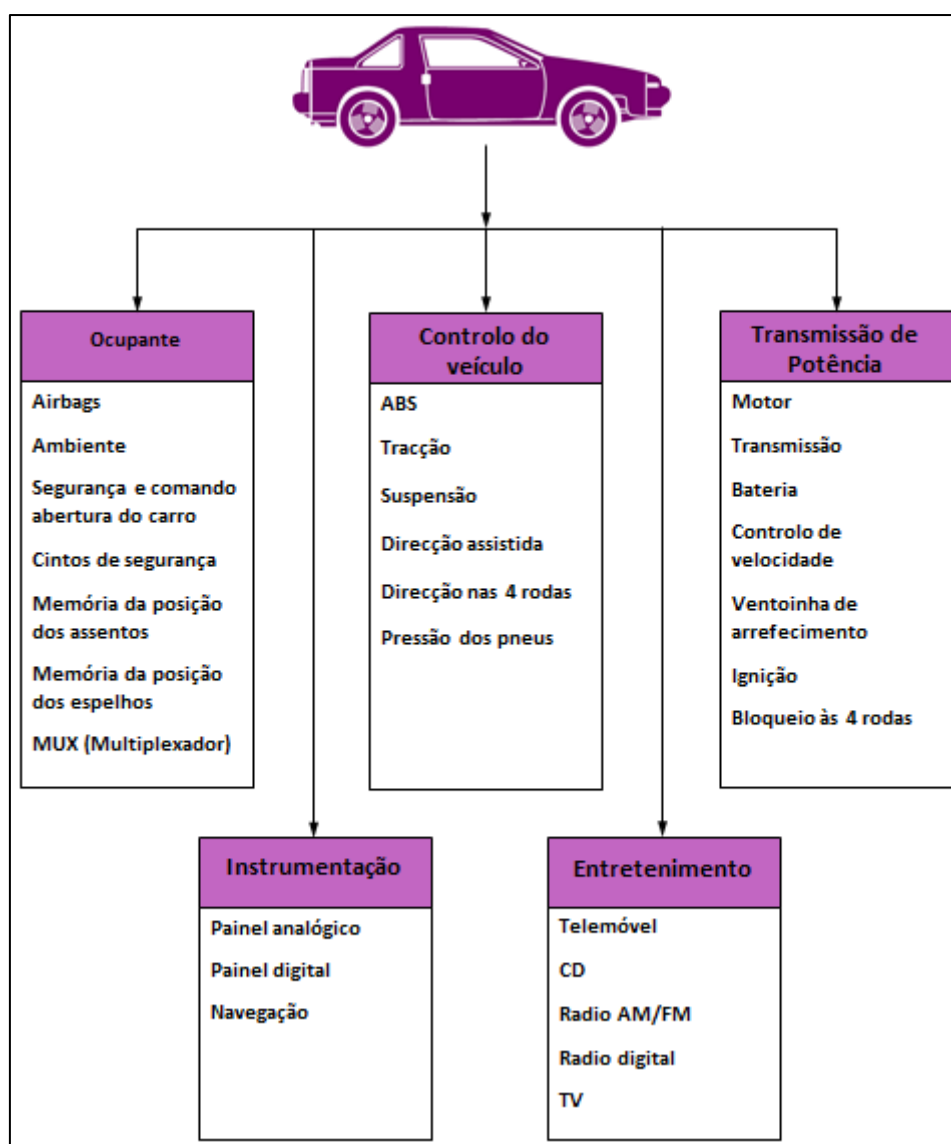 Ocupante
Airbags
Ambiente
Segurança e comando
abertura do carro
Cintos de segurança
Memória da posição
dos assentos
Memória da posição
dos espelhos
MUX (Multiplexador)
Controlo do
veículo
ABS
Tracção
Suspensão
Direcção assistida
Direcção nas 4 rodas
Pressão dos pneus
Transmissão de
Potência
Motor
Transmissão
Bateria
Controlo de
velocidade
Ventoinha de
arrefecimento
Ignição
Bloqueio às 4 rodas
Instrumentação
Painel analógico
Painel digital
Navegação
Entretenimento
Telemóvel
CD
Radio AM/FM
Radio digital
TV